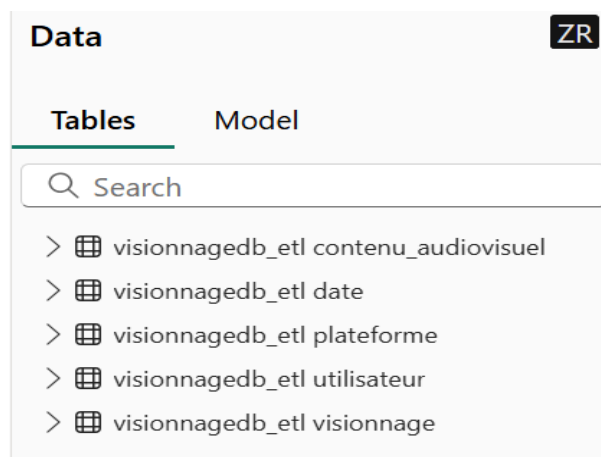 Data ZR
Tables Model
Search
visionnagedb_etl contenu_audiovisuel
visionnagedb_etl date
visionnagedb_etl plateforme
visionnagedb_etl utilisateur
visionnagedb_etl visionnage